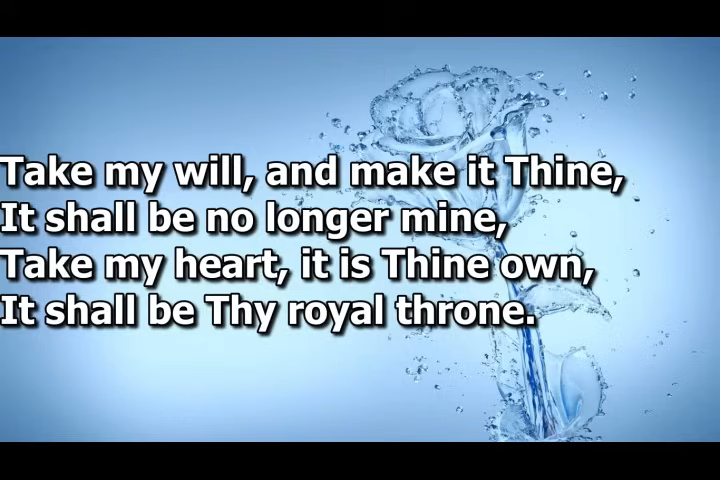 Take my will, and make it Thine,
It shall be no longer mine,
Take my heart, it is Thine own,
It shall be Thy royal throne.